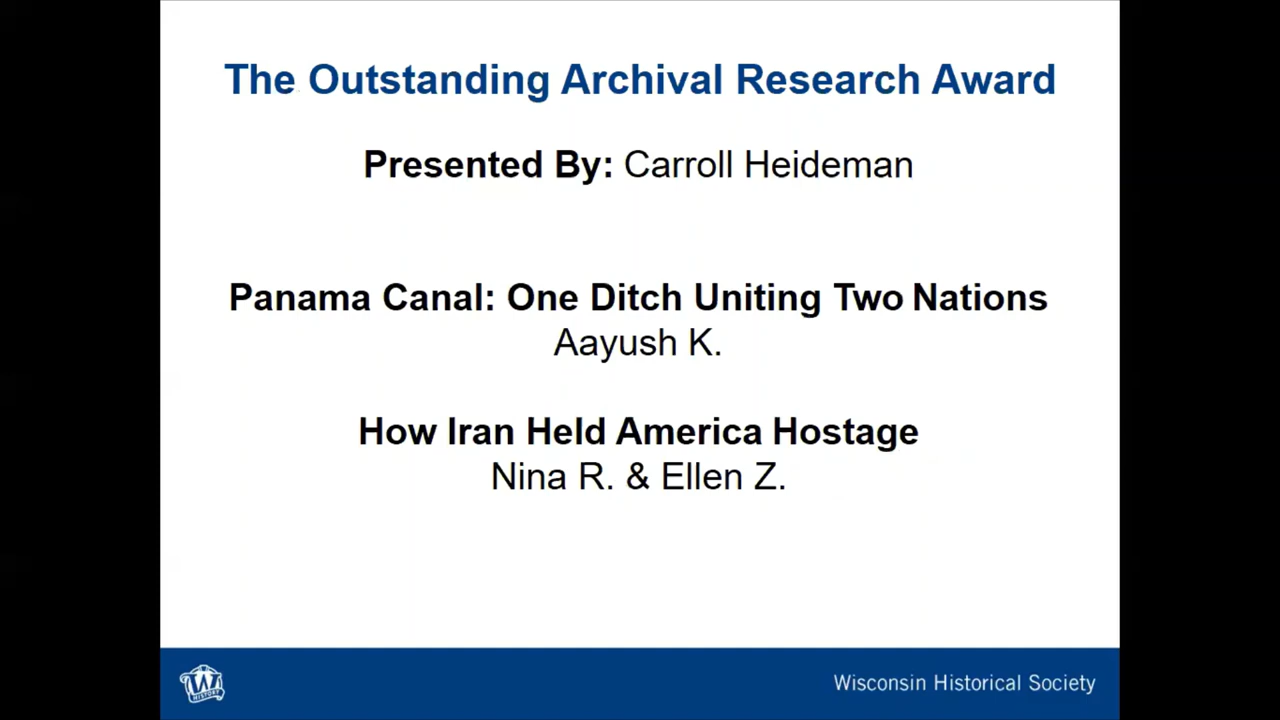 The Outstanding Archival Research Award
Presented By: Carroll Heideman
Panama Canal: One Ditch Uniting Two Nations
Aayush K.
How Iran Held America Hostage
Nina R. & Ellen Z.
W
HISTORY
Wisconsin Historical Society